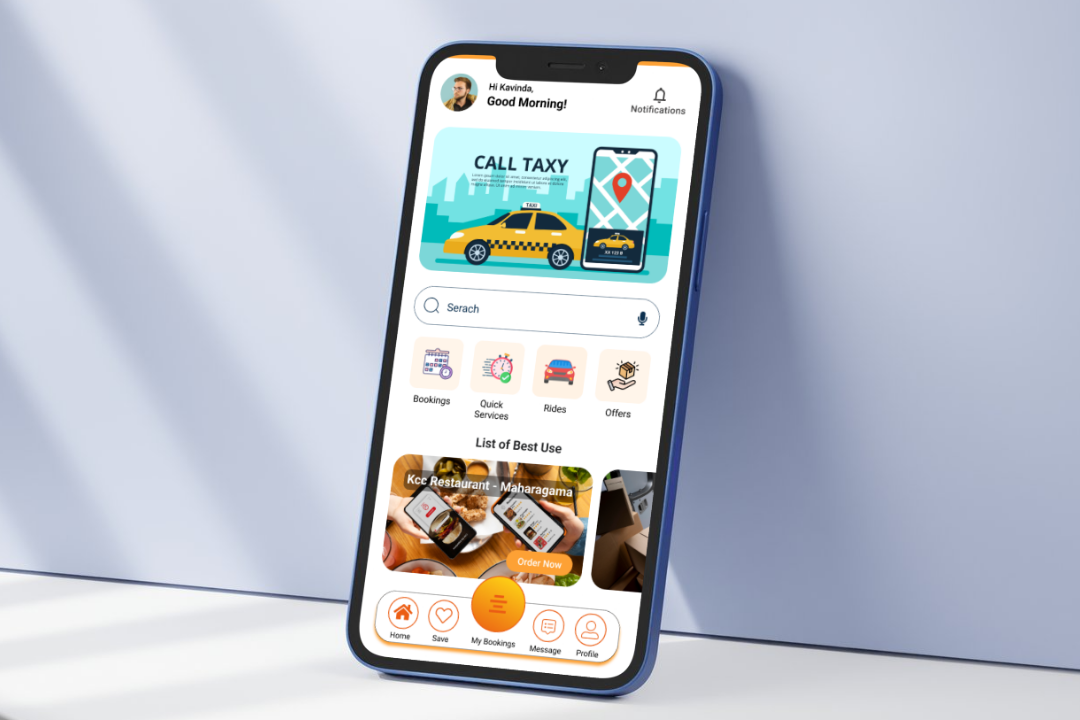 Hi Kavinda,
Good Morning!
Notifications
CALL TAXY
TAXI
Serach
Bookings
Quick
Services
Rides
Offers
List of Best Use
Kcc Restaurant - Maharagama
Order Now
Home
Save
My Bookings
Message
Profile